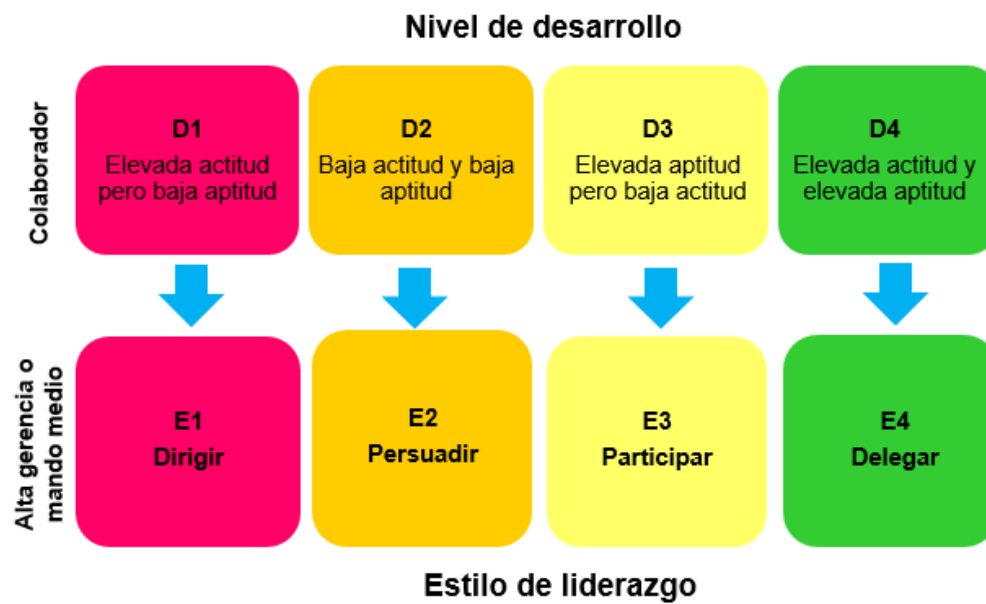 Nivel de desarrollo
Colaborador
D1
Elevada actitud
pero baja aptitud
D2
Baja actitud y baja
aptitud
D3
Elevada aptitud
pero baja actitud
D4
Elevada actitud y
elevada aptitud
Alta gerencia o
mando medio
E1
Dirigir
E2
Persuadir
E3
Participar
E4
Delegar
Estilo de liderazgo